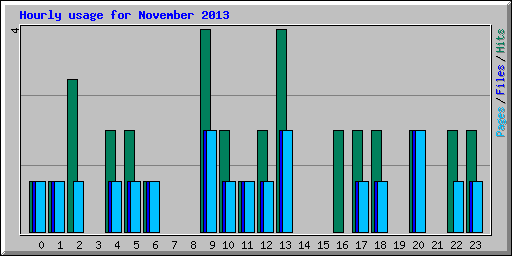 Hourly usage for November 2013
4
Pages / Files / Hits
0 1 2 3 4 5 6 7 8 9 10 11 12 13 14 15 16 17 18 19 20 21 22 23